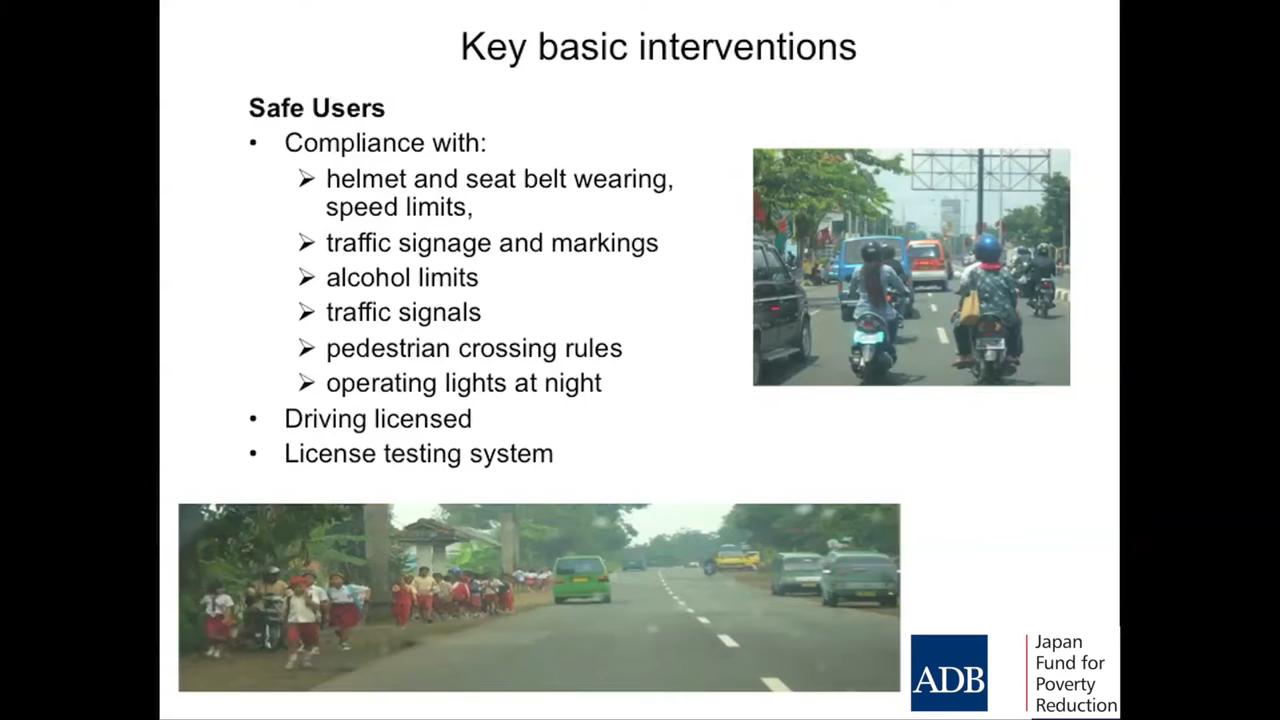 Key basic interventions
Safe Users
• Compliance with:
➢ helmet and seat belt wearing,
speed limits,
➢ traffic signage and markings
➢ alcohol limits
➢ traffic signals
➢ pedestrian crossing rules
➢ operating lights at night
• Driving licensed
• License testing system
ADB
Japan
Fund for
Poverty
Reduction